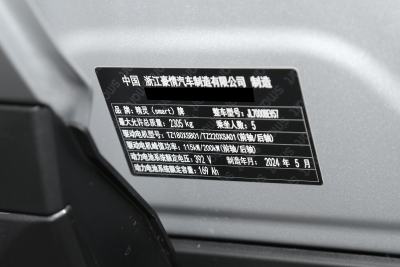 中国 浙江豪情汽车制造有限公司 制造
品牌：精灵（smart）牌 整车型号：JL7000BEV57
最大允许总质量：2305 kg 乘坐人数：5
驱动电机型号：TZ180XSB01/TZ220XSA01（前轴/后轴）
驱动电机峰值功率：115kW/200kW（前轴/后轴）
动力电池系统额定电压：392 V 制造年月：2024 年 5 月
动力电池系统额定容量：169 Ah